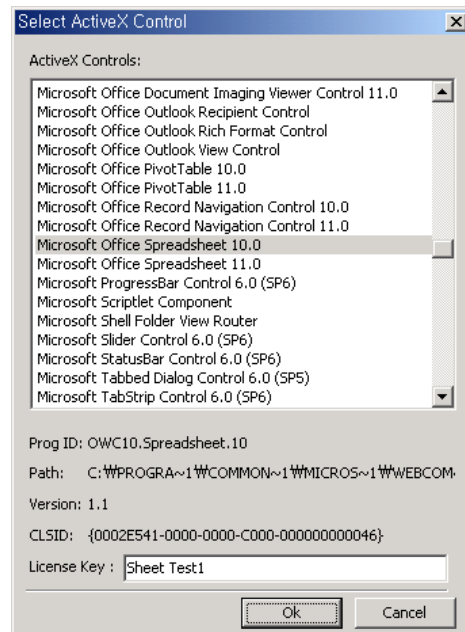 Select ActiveX Control
ActiveX Controls:
Microsoft Office Document Imaging Viewer Control 11.0
Microsoft Office Outlook Recipient Control
Microsoft Office Outlook Rich Format Control
Microsoft Office Outlook View Control
Microsoft Office PivotTable 10.0
Microsoft Office PivotTable 11.0
Microsoft Office Record Navigation Control 10.0
Microsoft Office Record Navigation Control 11.0
Microsoft Office Spreadsheet 10.0
Microsoft Office Spreadsheet 11.0
Microsoft ProgressBar Control 6.0 (SP6)
Microsoft Scriptlet Component
Microsoft Shell Folder View Router
Microsoft Slider Control 6.0 (SP6)
Microsoft StatusBar Control 6.0 (SP6)
Microsoft Tabbed Dialog Control 6.0 (SP5)
Microsoft TabStrip Control 6.0 (SP6)
Prog ID: OWC10.Spreadsheet.10
Path: C:₩PROGRA~1₩COMMON~1₩MICROS~1₩WEBCOM
Version: 1.1
CLSID: {0002E541-0000-0000-C000-000000000046}
License Key : Sheet Test1
Ok Cancel